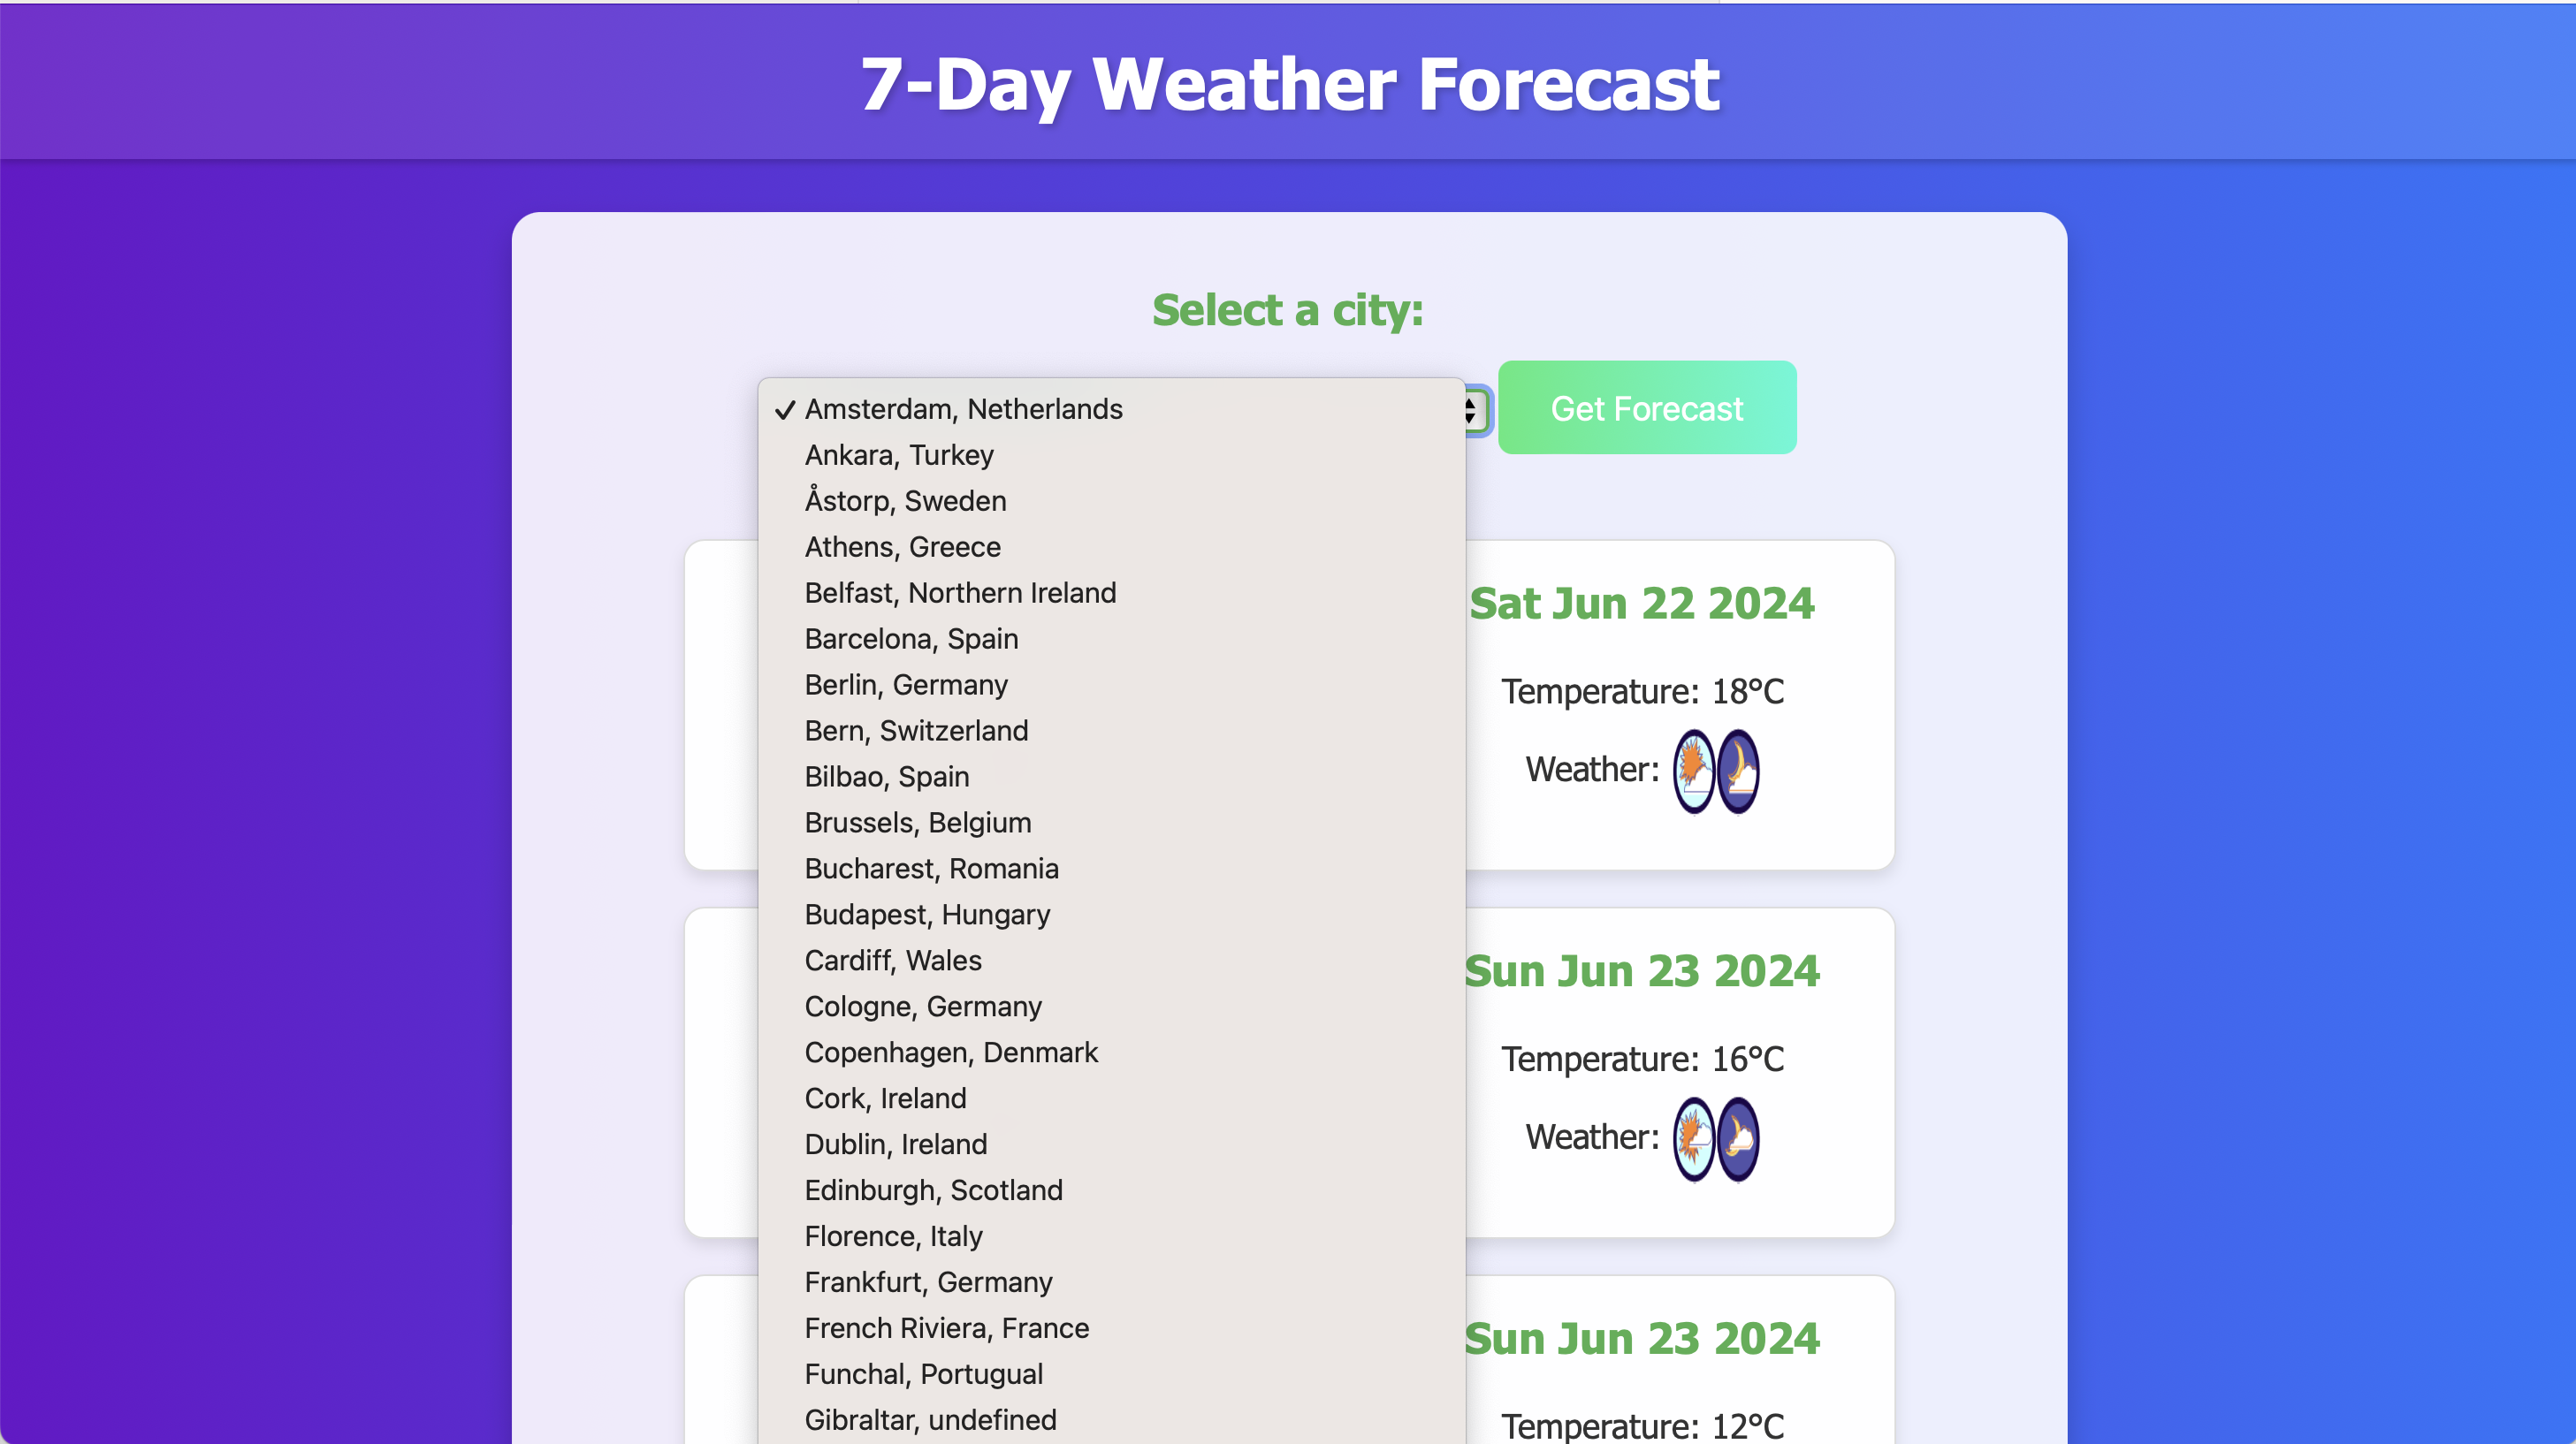 7-Day Weather Forecast
Select a city:
Amsterdam, Netherlands
Get Forecast
Ankara, Turkey
Åstorp, Sweden
Athens, Greece
Belfast, Northern Ireland
Barcelona, Spain
Berlin, Germany
Bern, Switzerland
Bilbao, Spain
Brussels, Belgium
Bucharest, Romania
Budapest, Hungary
Cardiff, Wales
Cologne, Germany
Copenhagen, Denmark
Cork, Ireland
Dublin, Ireland
Edinburgh, Scotland
Florence, Italy
Frankfurt, Germany
French Riviera, France
Funchal, Portugual
Gibraltar, undefined
Sat Jun 22 2024
Temperature: 18°C
Weather:
Sun Jun 23 2024
Temperature: 16°C
Weather:
Sun Jun 23 2024
Temperature: 12°C